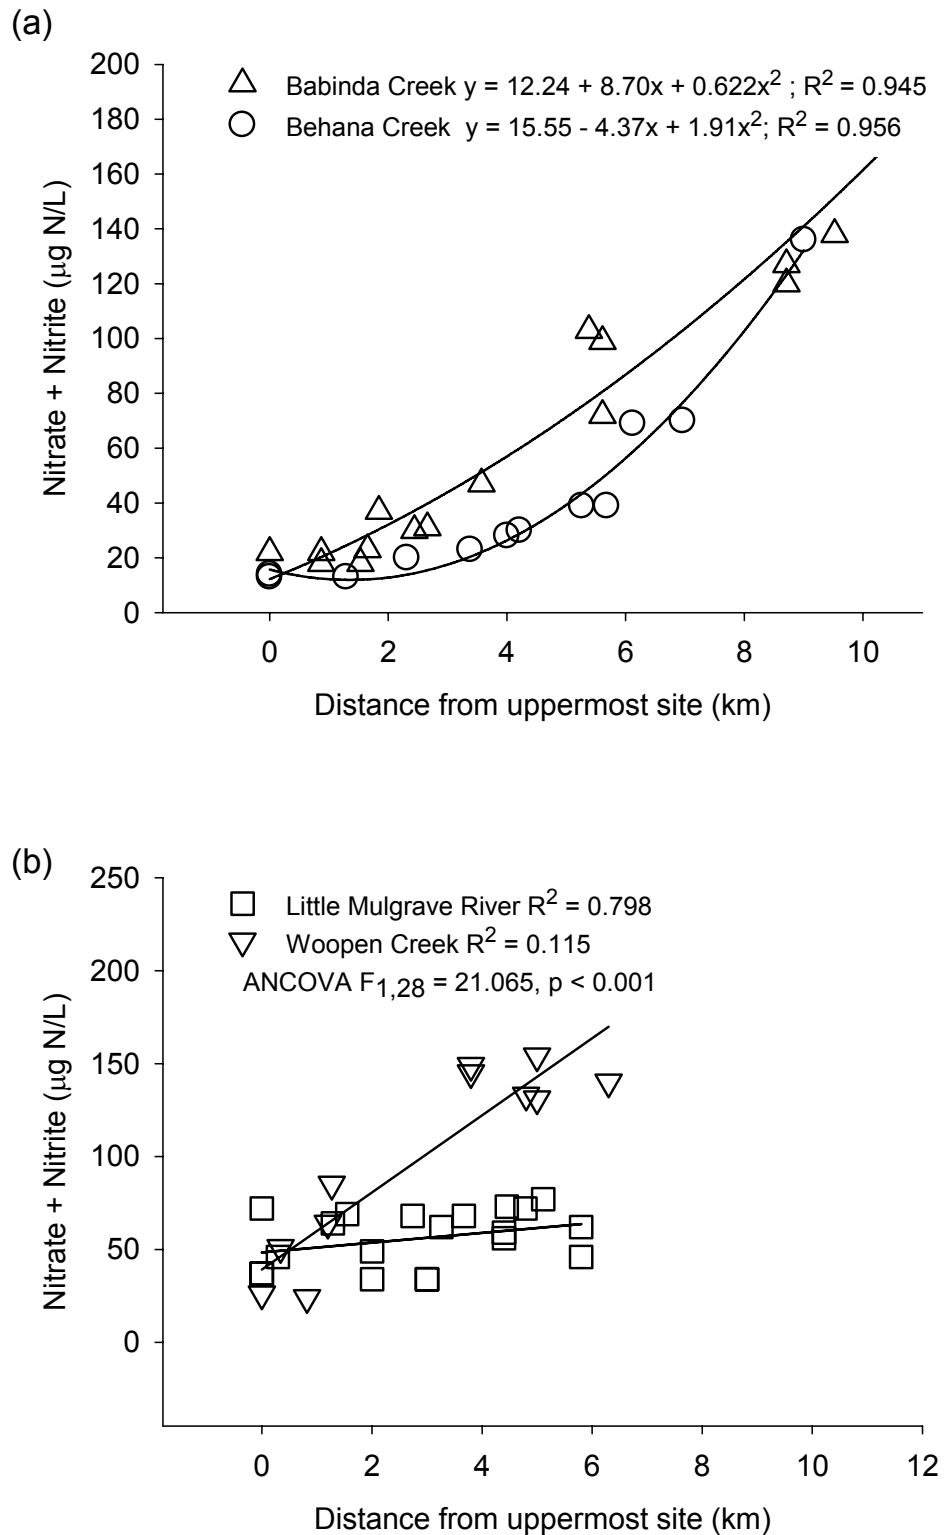 (a)
200
180
160
140
120
100
80
60
40
20
0
Nitrate + Nitrite (μg N/L)
Babinda Creek y = 12.24 + 8.70x + 0.622x² ; R² = 0.945
Behana Creek y = 15.55 - 4.37x + 1.91x²; R² = 0.956
0 2 4 6 8 10
Distance from uppermost site (km)
(b)
250
200
150
100
50
0
Nitrate + Nitrite (μg N/L)
Little Mulgrave River R² = 0.798
Woopen Creek R² = 0.115
ANCOVA F1,28 = 21.065, p < 0.001
0 2 4 6 8 10 12
Distance from uppermost site (km)